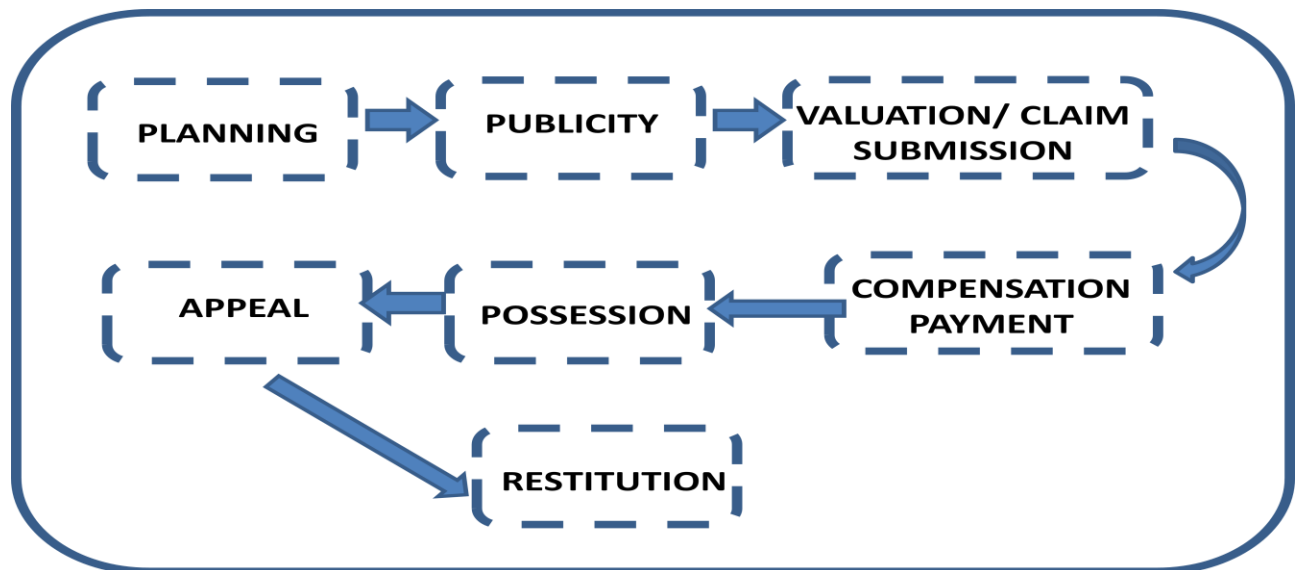 PLANNING
PUBLICITY
VALUATION/ CLAIM
SUBMISSION
COMPENSATION
PAYMENT
POSSESSION
APPEAL
RESTITUTION